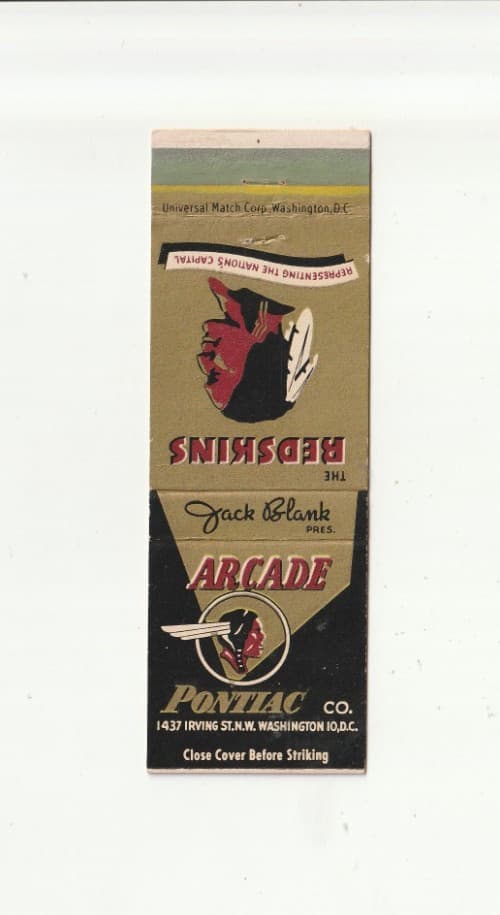 Universal Match Corp., Washington, D.C.
REPRESENTING THE NATION'S CAPITAL
THE
REDSKINS
Jack Blank
PRES.
ARCADE
PONTIAC CO.
1437 IRVING ST.N.W. WASHINGTON 10,D.C.
Close Cover Before Striking